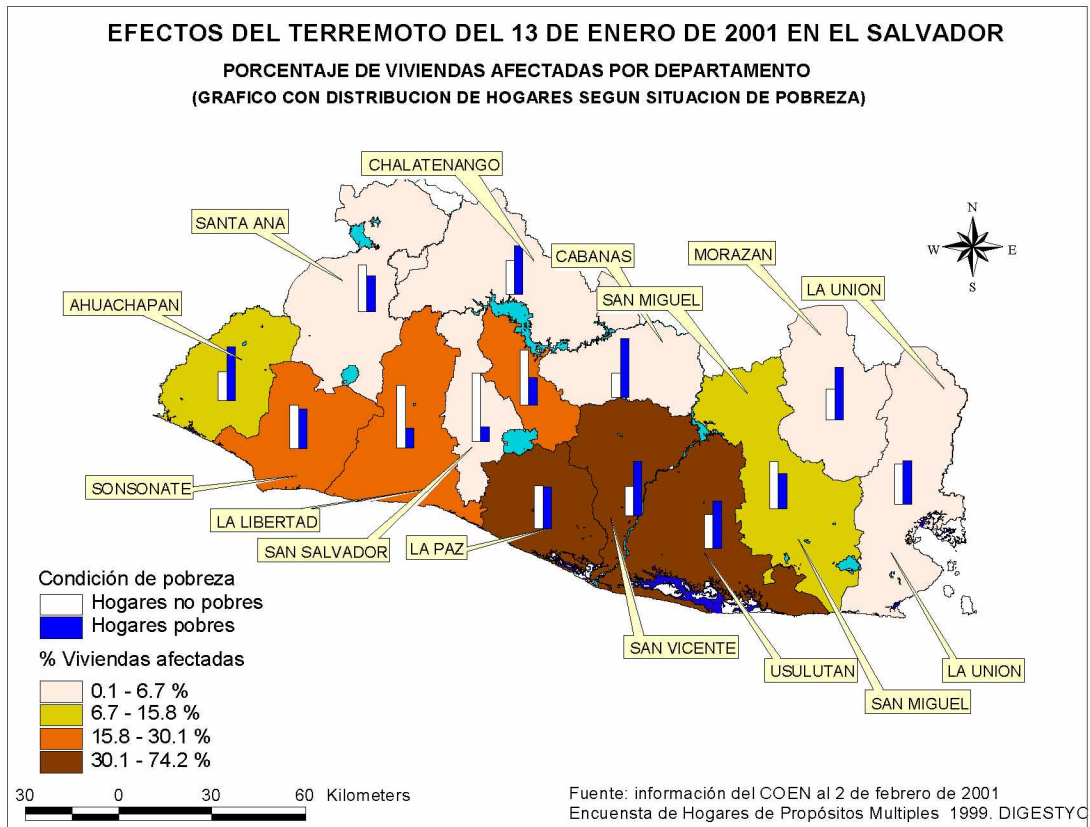 EFECTOS DEL TERREMOTO DEL 13 DE ENERO DE 2001 EN EL SALVADOR
PORCENTAJE DE VIVIENDAS AFECTADAS POR DEPARTAMENTO
(GRAFICO CON DISTRIBUCION DE HOGARES SEGUN SITUACION DE POBREZA)
CHALATENANGO
SANTA ANA
CABANAS
MORAZAN
AHUACHAPAN
SAN MIGUEL
LA UNION
N
W E
S
SONSONATE
LA LIBERTAD
SAN SALVADOR
LA PAZ
SAN VICENTE
USULUTAN
LA UNION
SAN MIGUEL
Condición de pobreza
Hogares no pobres
Hogares pobres
% Viviendas afectadas
0.1 - 6.7 %
6.7 - 15.8 %
15.8 - 30.1 %
30.1 - 74.2 %
30 0 30 60 Kilometers
Fuente: información del COEN al 2 de febrero de 2001
Encuensta de Hogares de Propósitos Multiples 1999. DIGESTYC